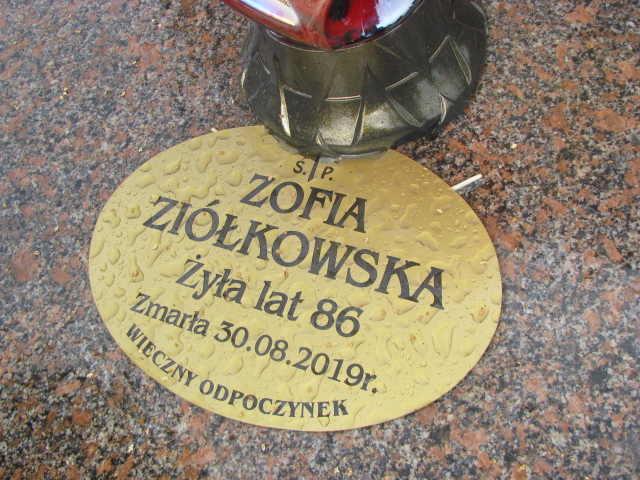 Ś. P.
ZOFIA
ZIÓŁKOWSKA
Żyła lat 86
Zmarła 30.08.2019r.
WIECZNY ODPOCZYNEK